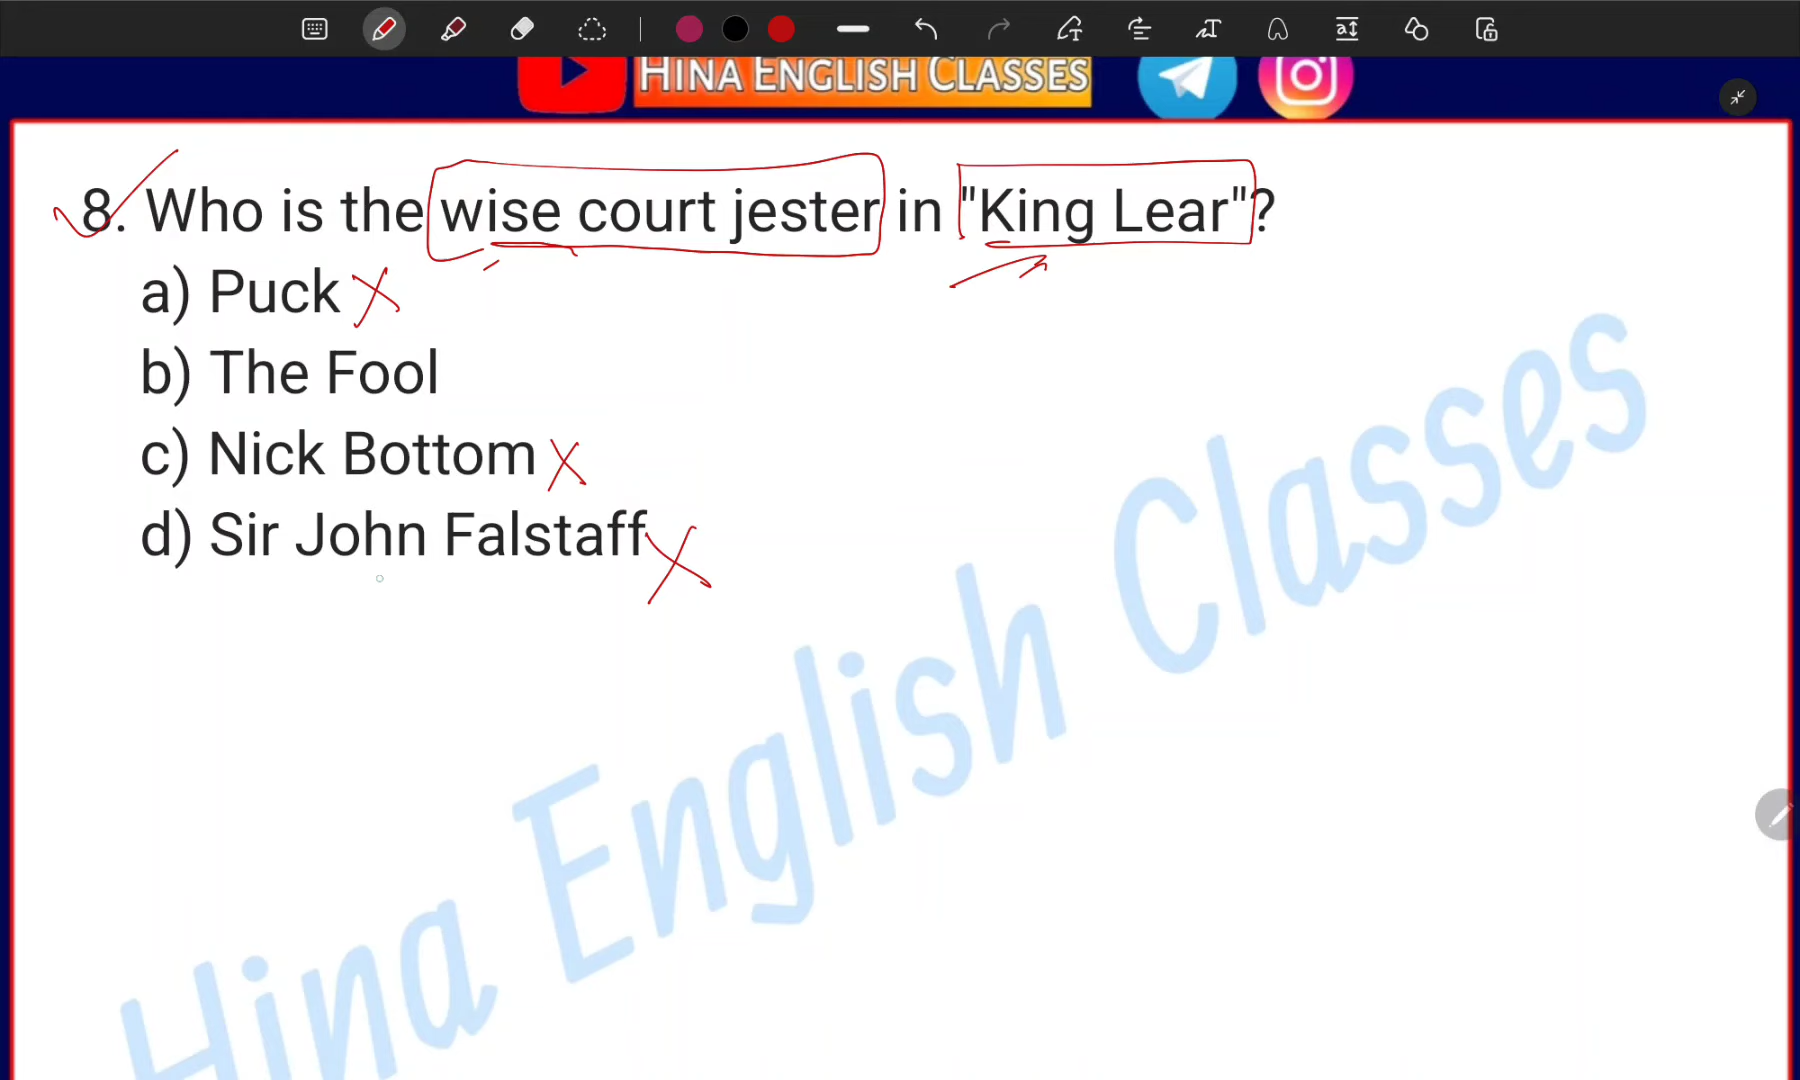 HINA ENGLISH CLASSES
8. Who is the wise court jester in "King Lear"?
a) Puck
b) The Fool
c) Nick Bottom
d) Sir John Falstaff
Hina English Classes